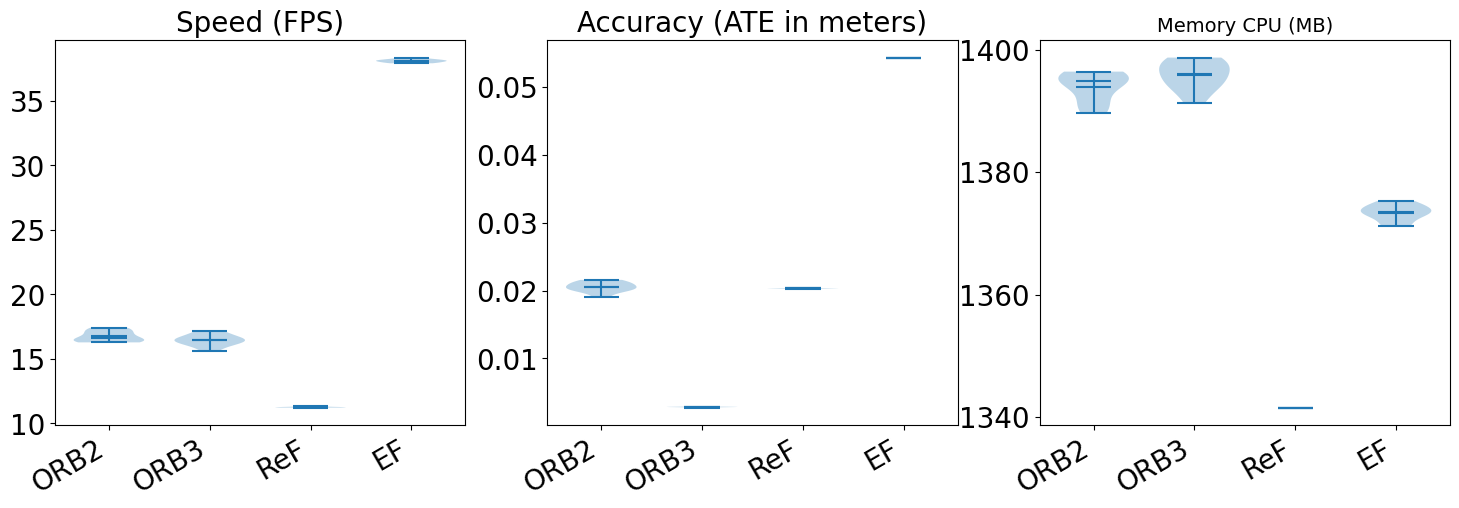 Speed (FPS)
35
30
25
20
15
10
ORB2
ORB3
ReF
EF
Accuracy (ATE in meters)
0.05
0.04
0.03
0.02
0.01
ORB2
ORB3
ReF
EF
Memory CPU (MB)
1400
1380
1360
1340
ORB2
ORB3
ReF
EF